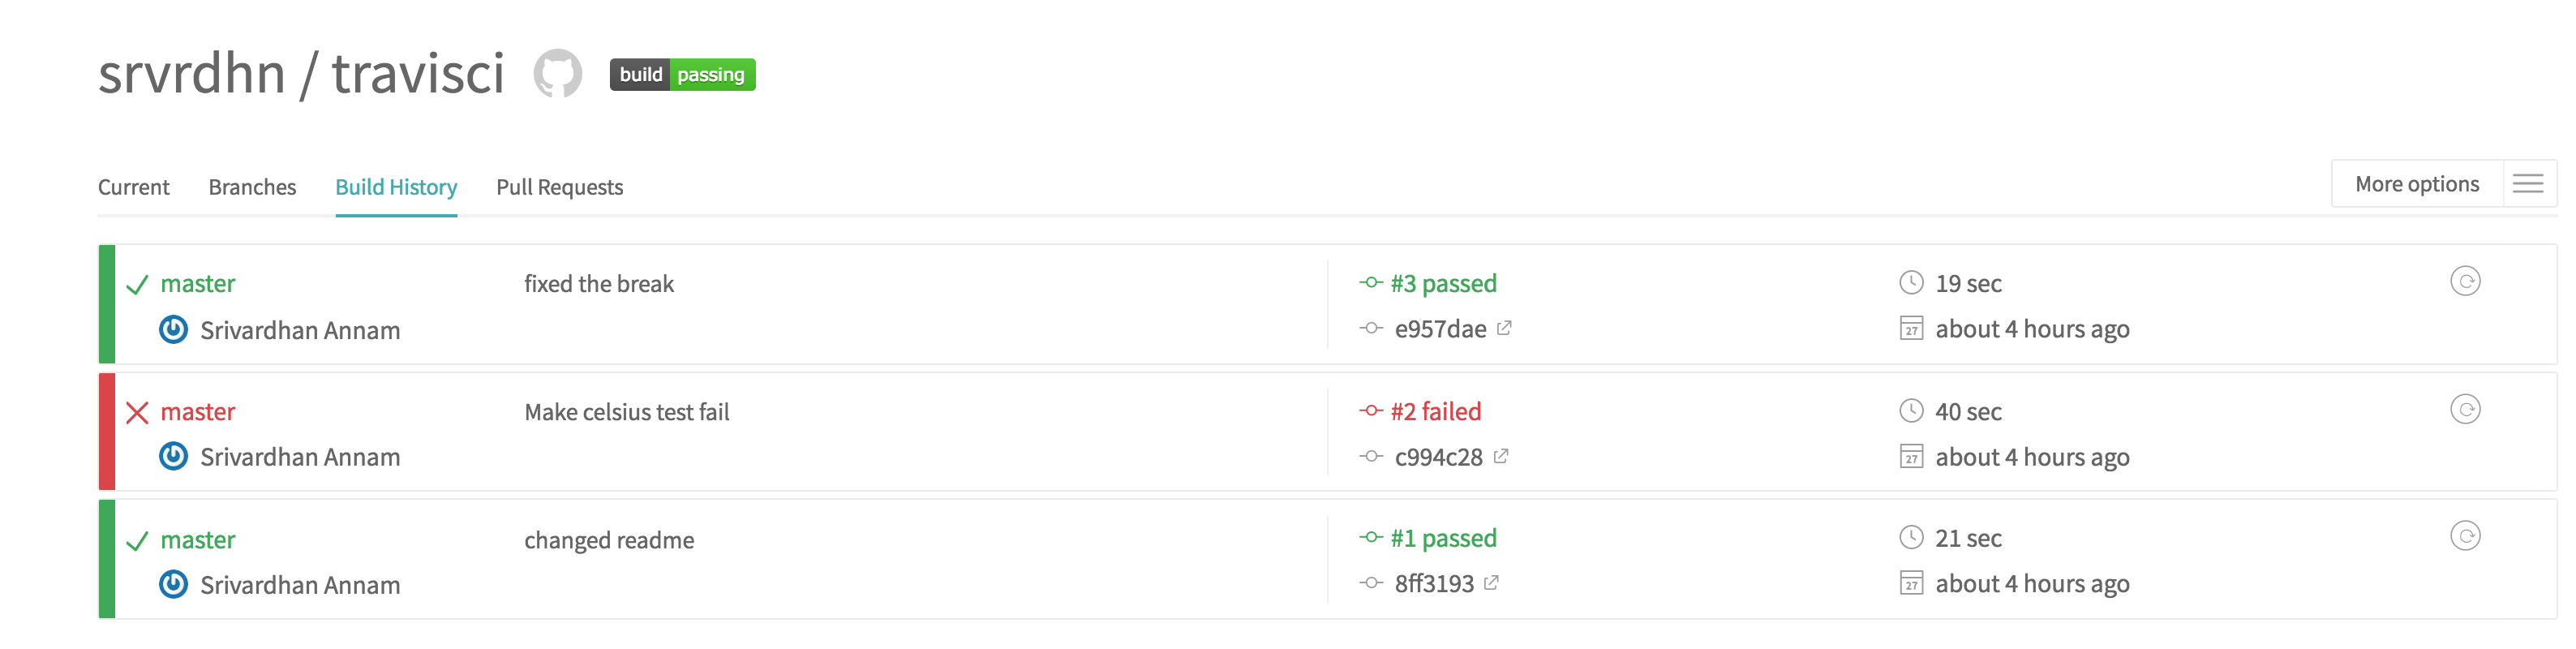 srvrdhn / travisci build passing
Current Branches Build History Pull Requests More options
master fixed the break #3 passed 19 sec
Srivardhan Annam e957dae 27 about 4 hours ago
master Make celsius test fail #2 failed 40 sec
Srivardhan Annam c994c28 27 about 4 hours ago
master changed readme #1 passed 21 sec
Srivardhan Annam 8ff3193 27 about 4 hours ago